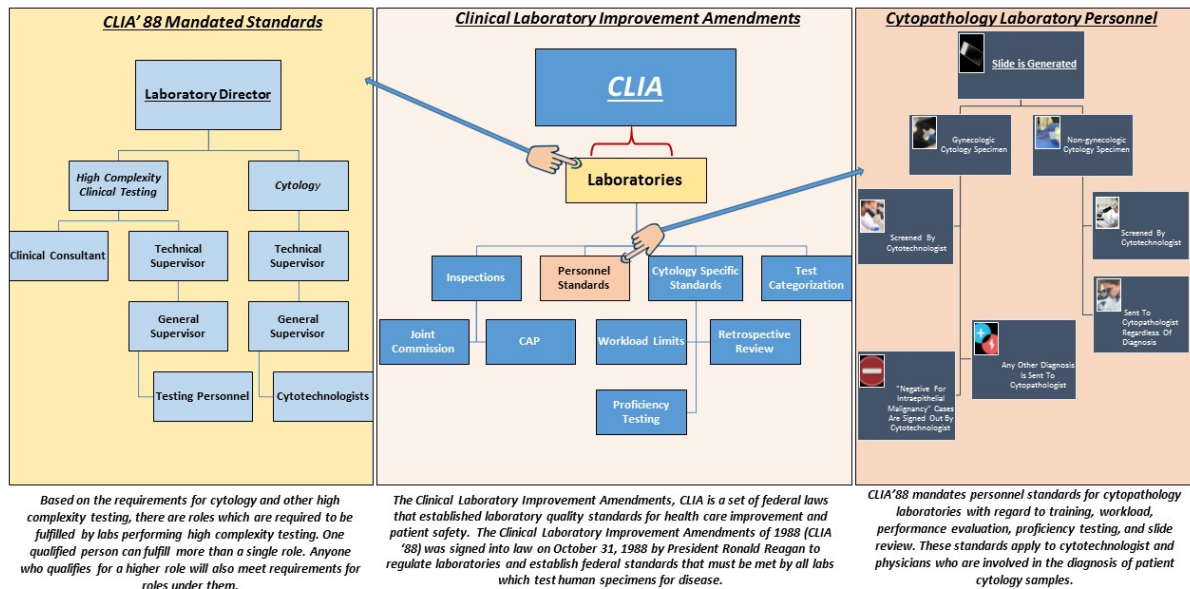 CLIA' 88 Mandated Standards
Laboratory Director
High Complexity
Clinical Testing
Cytology
Clinical Consultant
Technical
Supervisor
Technical
Supervisor
General
Supervisor
General
Supervisor
Testing Personnel
Cytotechnologists
Based on the requirements for cytology and other high
complexity testing, there are roles which are required to be
fulfilled by labs performing high complexity testing. One
qualified person can fulfill more than a single role. Anyone
who qualifies for a higher role will also meet requirements for
roles under them.
Clinical Laboratory Improvement Amendments
CLIA
Laboratories
Inspections
Personnel
Standards
Cytology Specific
Standards
Test
Categorization
Joint
Commission
CAP
Workload Limits
Retrospective
Review
Proficiency
Testing
The Clinical Laboratory Improvement Amendments, CLIA is a set of federal laws
that established laboratory quality standards for health care improvement and
patient safety. The Clinical Laboratory Improvement Amendments of 1988 (CLIA
'88) was signed into law on October 31, 1988 by President Ronald Reagan to
regulate laboratories and establish federal standards that must be met by all labs
which test human specimens for disease.
Cytopathology Laboratory Personnel
Slide is Generated
Gynecologic
Cytology Specimen
Non-gynecologic
Cytology Specimen
Screened By
Cytotechnologist
Screened By
Cytotechnologist
Sent To
Cytopathologist
Regardless Of
Diagnosis
Any Other Diagnosis
Is Sent To
Cytopathologist
"Negative For
Intraepithelial
Malignancy" Cases
Are Signed Out By
Cytotechnologist
CLIA'88 mandates personnel standards for cytopathology
laboratories with regard to training, workload,
performance evaluation, proficiency testing, and slide
review. These standards apply to cytotechnologist and
physicians who are involved in the diagnosis of patient
cytology samples.